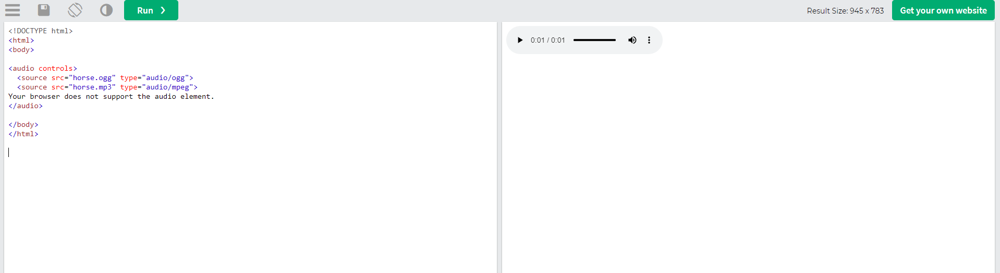 Run ❯
Result Size: 945 x 783
Get your own website
<!DOCTYPE html>
<html>
<body>
<audio controls>
<source src="horse.ogg" type="audio/ogg">
<source src="horse.mp3" type="audio/mpeg">
Your browser does not support the audio element.
</audio>
</body>
</html>
0:01 / 0:01